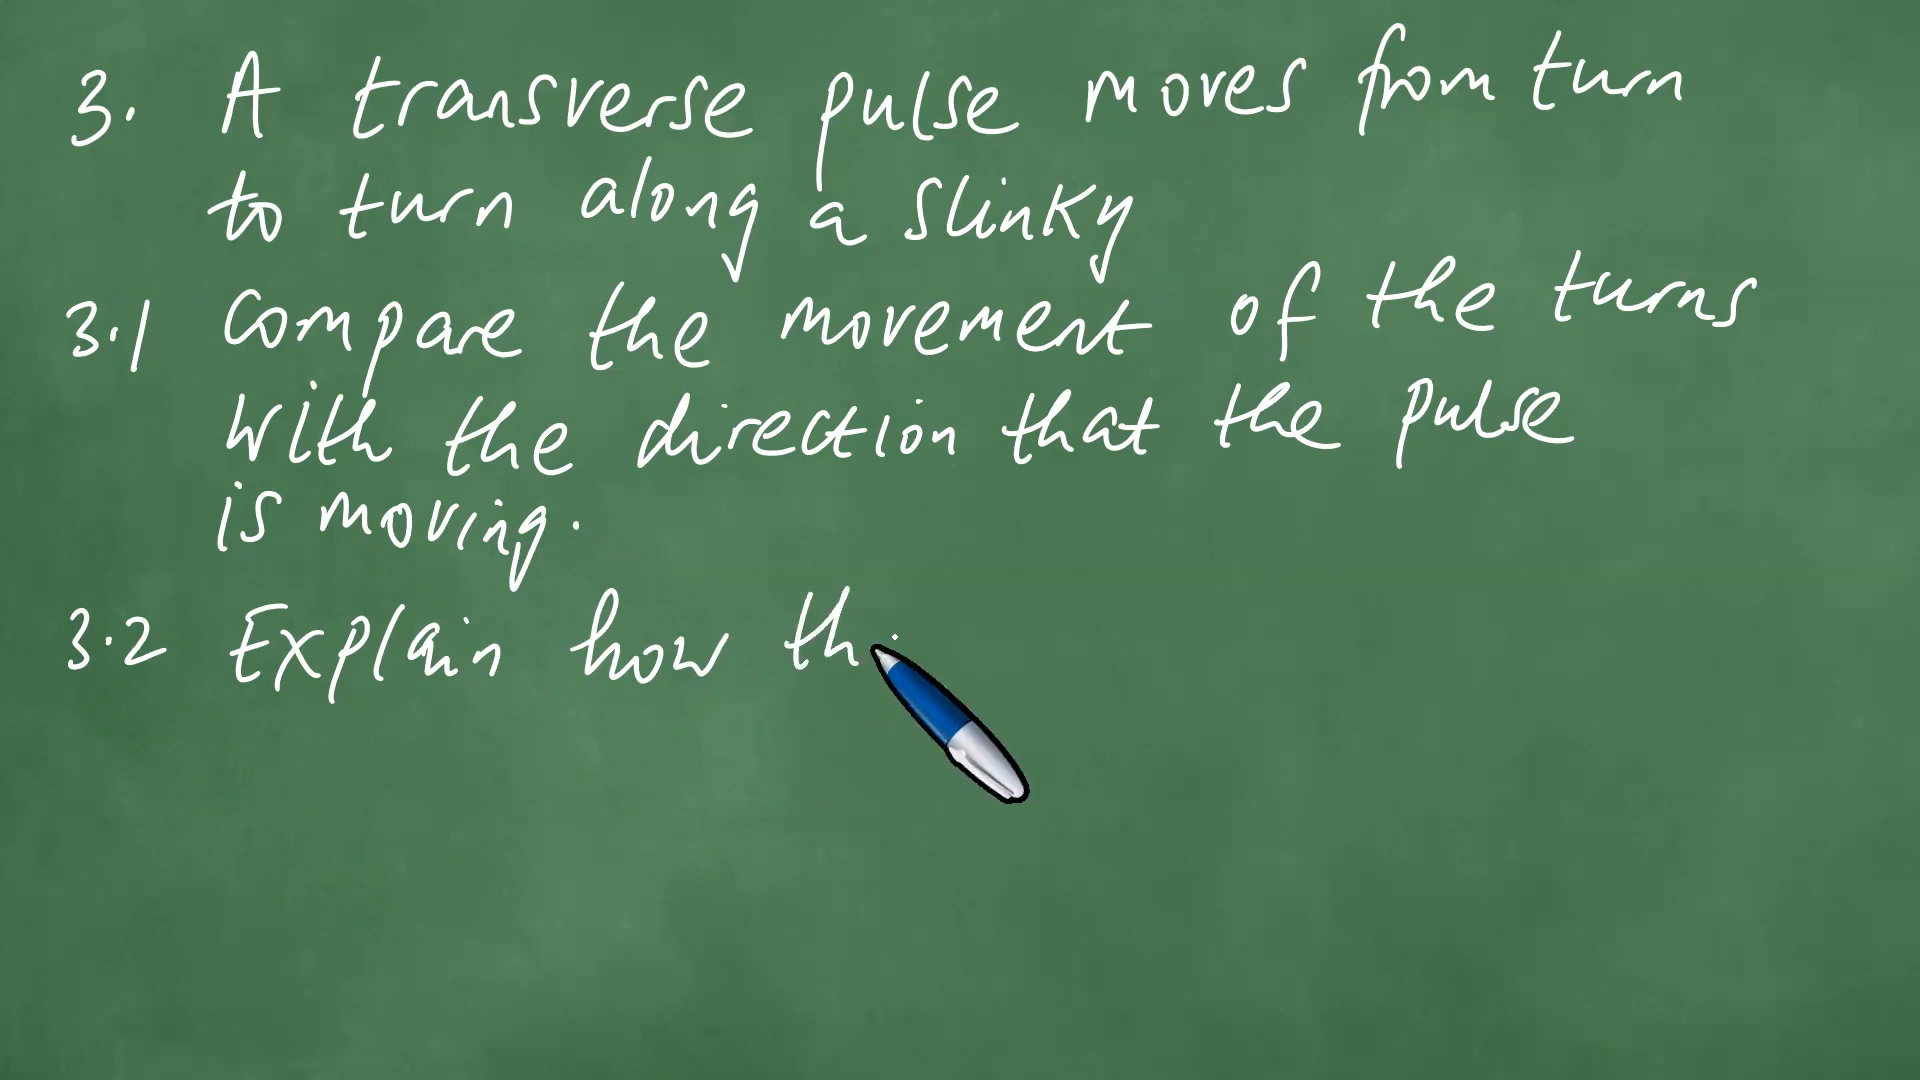 3. A transverse pulse moves from turn
to turn along a slinky
3.1 Compare the movement of the turns
with the direction that the pulse
is moving.
3.2 Explain how th